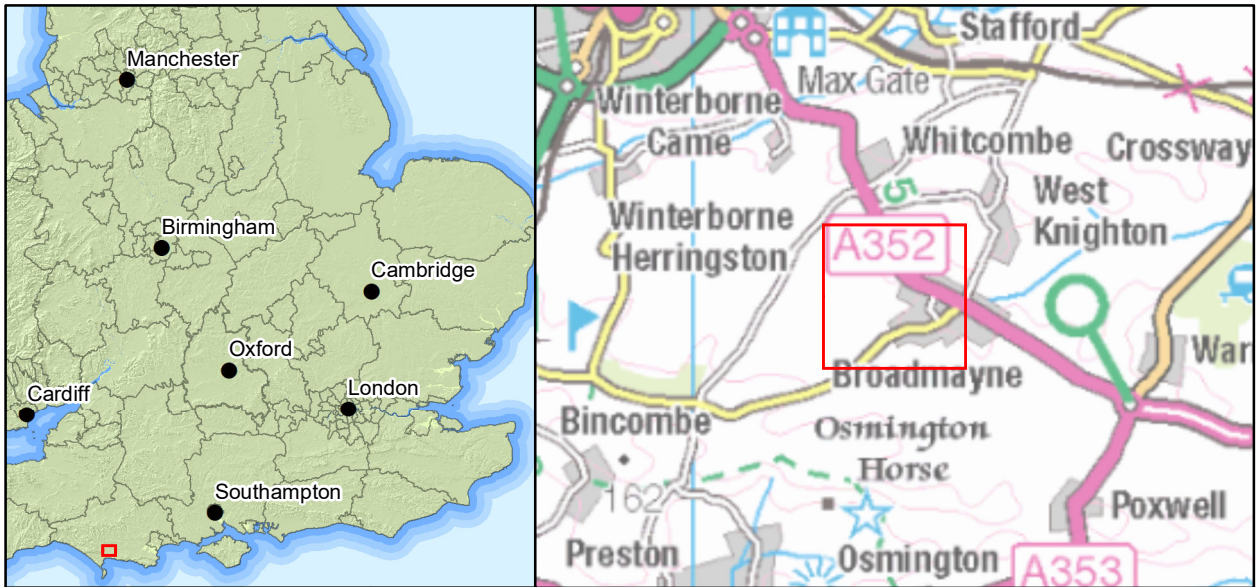 Manchester
Birmingham
Cambridge
Oxford
London
Cardiff
Southampton
Stafford
Max Gate
Winterborne
Came
Whitcombe
Crossway
5
West
Knighton
Winterborne
Herringston
A352
War
Broadmayne
Bincombe
Osmington
Horse
162
Poxwell
Preston
Osmington
A353